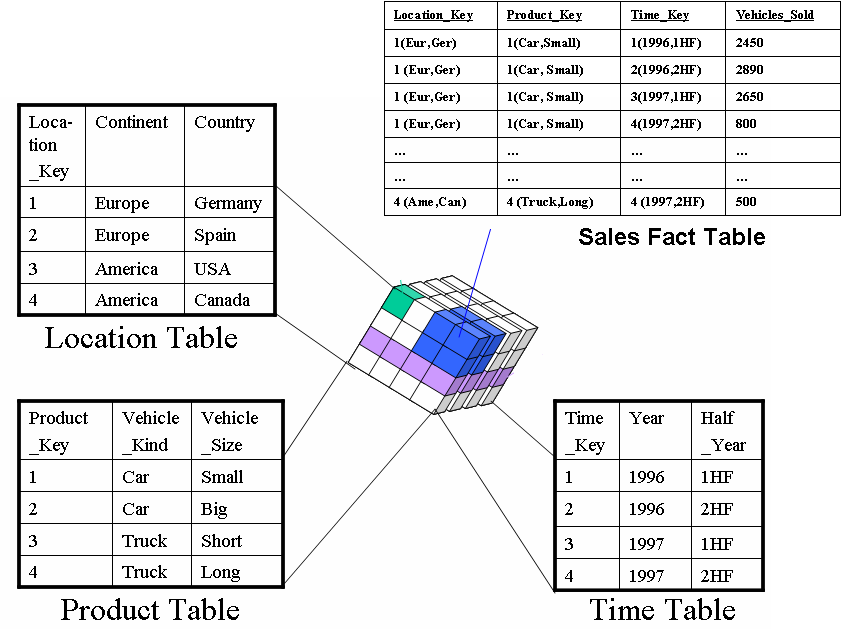 Location_Key Product_Key Time_Key Vehicles_Sold
1(Eur,Ger) 1(Car,Small) 1(1996,1HF) 2450
1 (Eur,Ger) 1(Car, Small) 2(1996,2HF) 2890
1 (Eur,Ger) 1(Car, Small) 3(1997,1HF) 2650
1 (Eur,Ger) 1(Car, Small) 4(1997,2HF) 800
... ... ... ...
... ... ... ...
4 (Ame,Can) 4 (Truck,Long) 4 (1997,2HF) 500
Sales Fact Table
Loca- Continent Country
tion
_Key
1 Europe Germany
2 Europe Spain
3 America USA
4 America Canada
Location Table
Product Vehicle Vehicle
_Key _Kind _Size
1 Car Small
2 Car Big
3 Truck Short
4 Truck Long
Product Table
Time Year Half
_Key _Year
1 1996 1HF
2 1996 2HF
3 1997 1HF
4 1997 2HF
Time Table